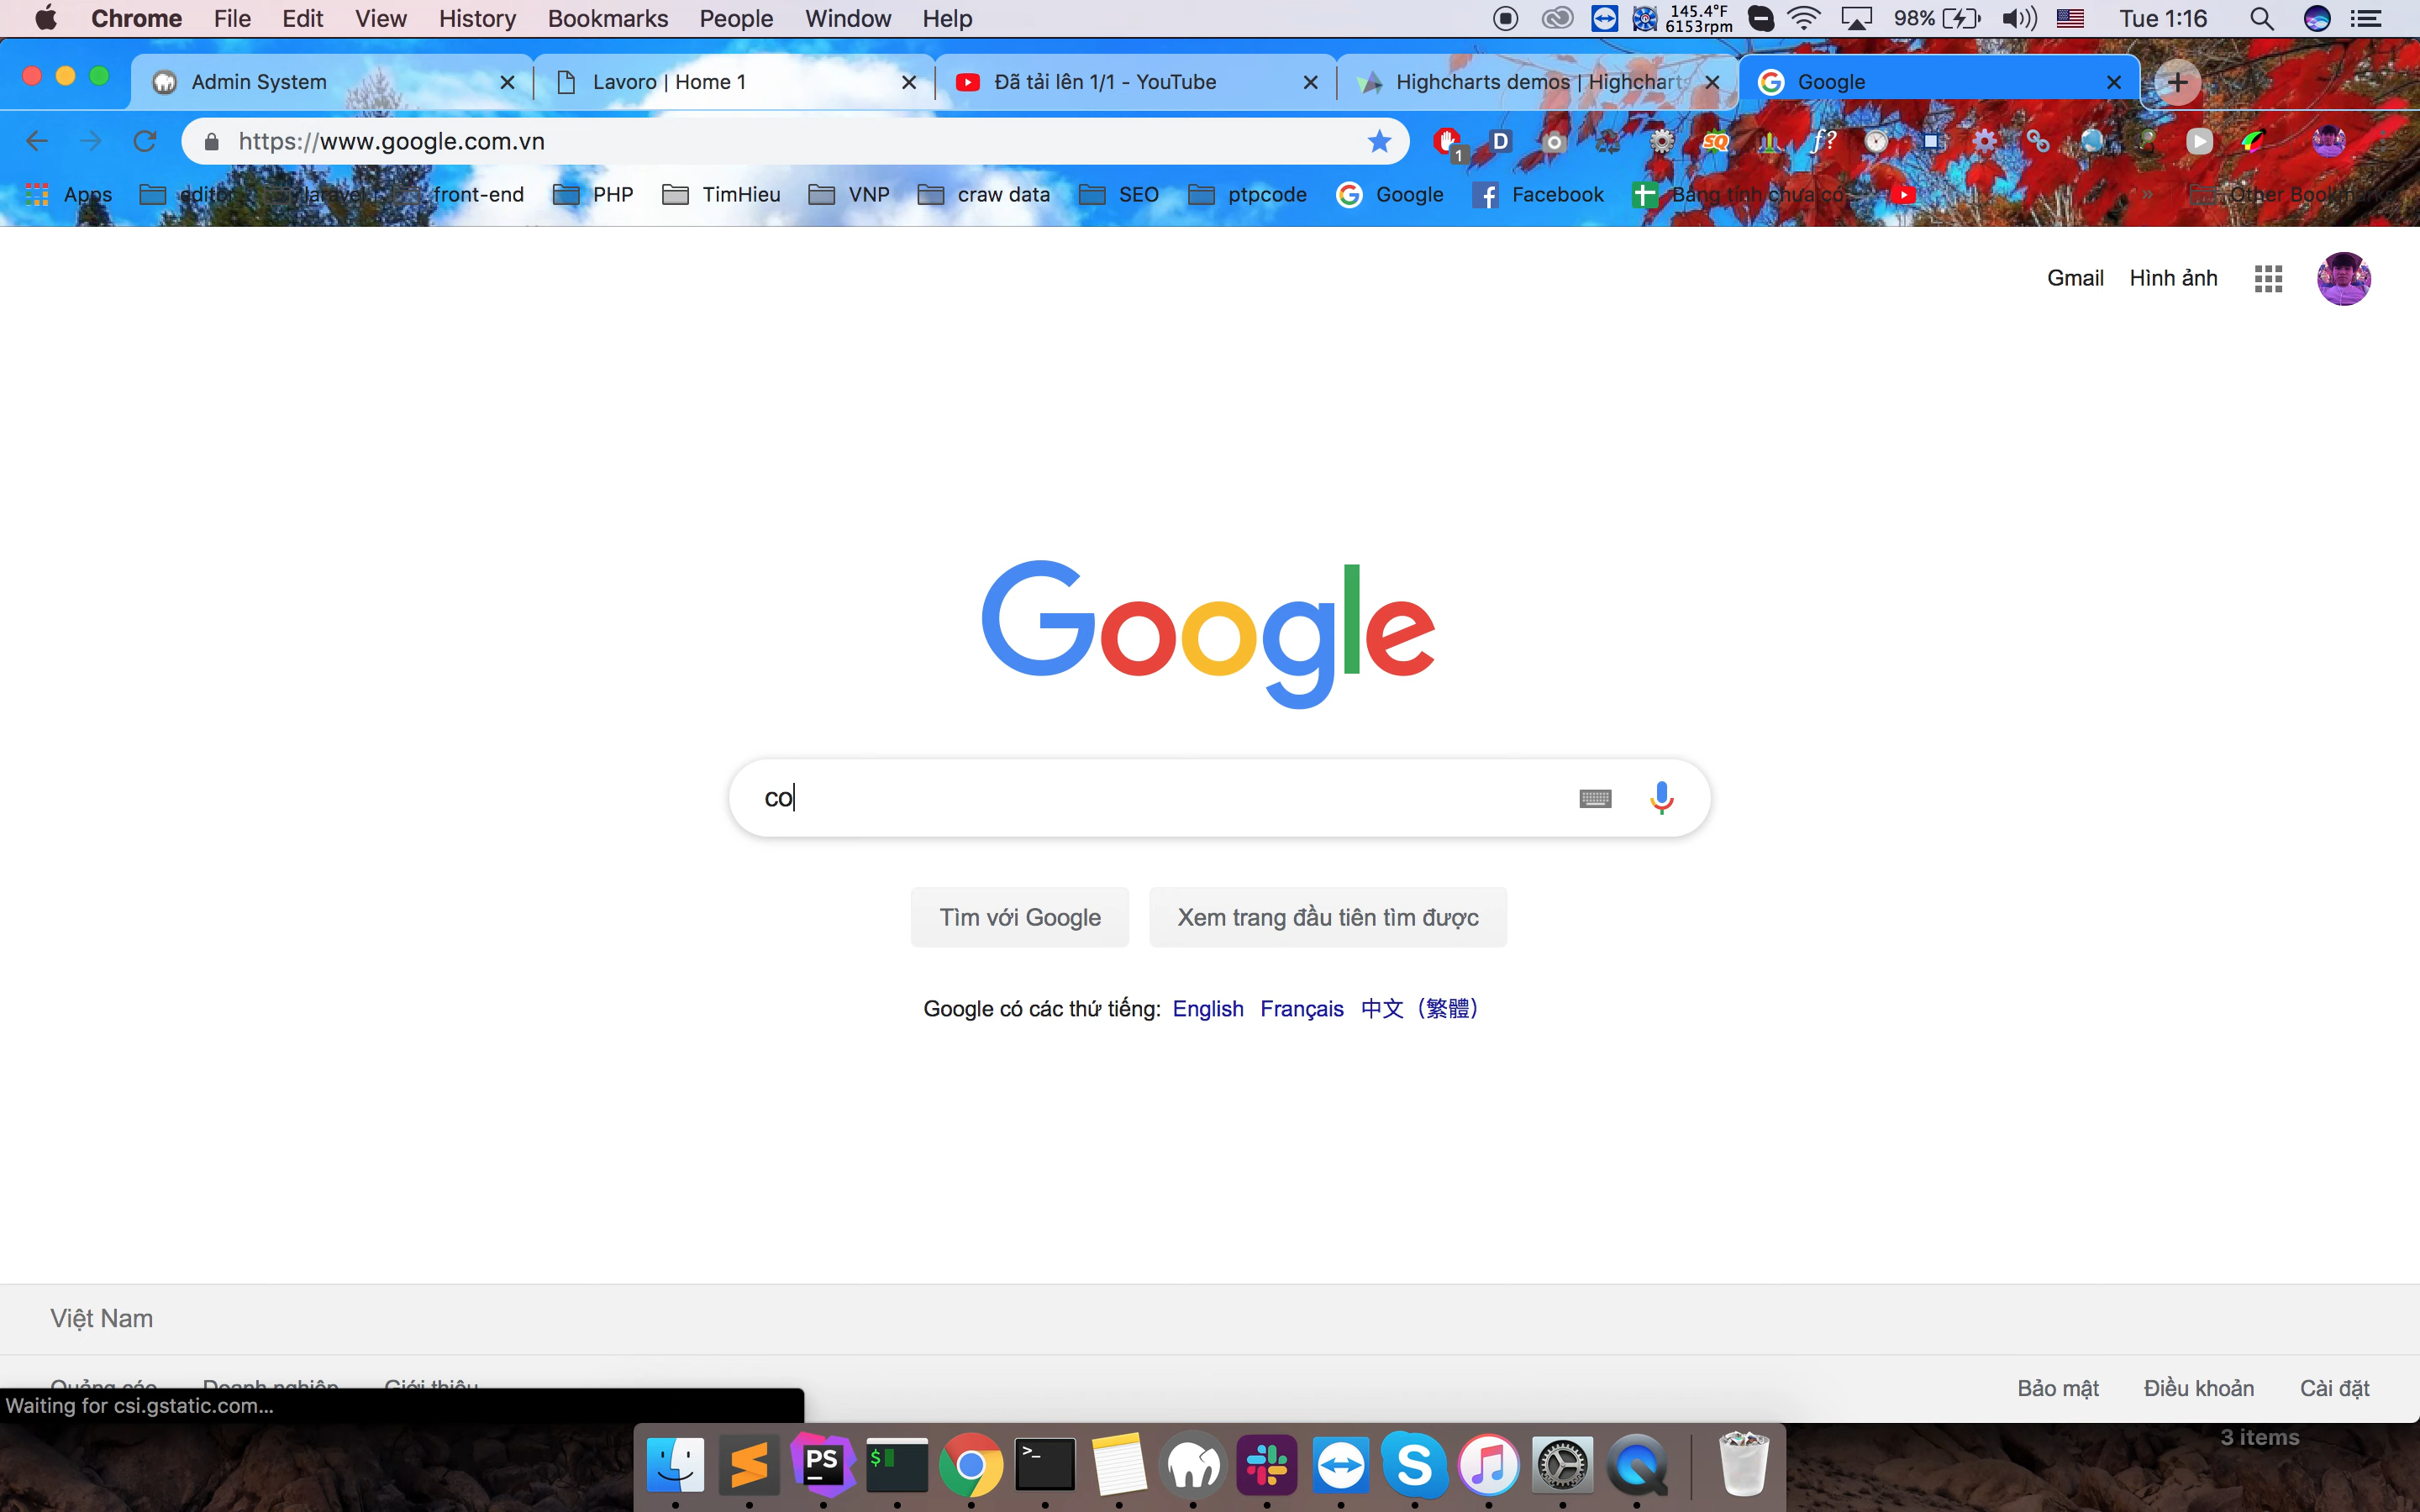 Chrome File Edit View History Bookmarks People Window Help 145.4°F 6153rpm 98% Tue 1:16
Admin System Lavoro | Home 1 Đã tải lên 1/1 - YouTube Highcharts demos | Highcharts Google
https://www.google.com.vn 1 D SQ f?
Apps editor laravel front-end PHP TimHieu VNP craw data SEO ptpcode Google Facebook Bảng tính chưa có » Other Bookmarks
Gmail Hình ảnh
Google
co
Tìm với Google Xem trang đầu tiên tìm được
Google có các thứ tiếng: English Français 中文（繁體）
Việt Nam
Quảng cáo Doanh nghiệp Giới thiệu Bảo mật Điều khoản Cài đặt
Waiting for csi.gstatic.com...
3 items
PS $ >_ S